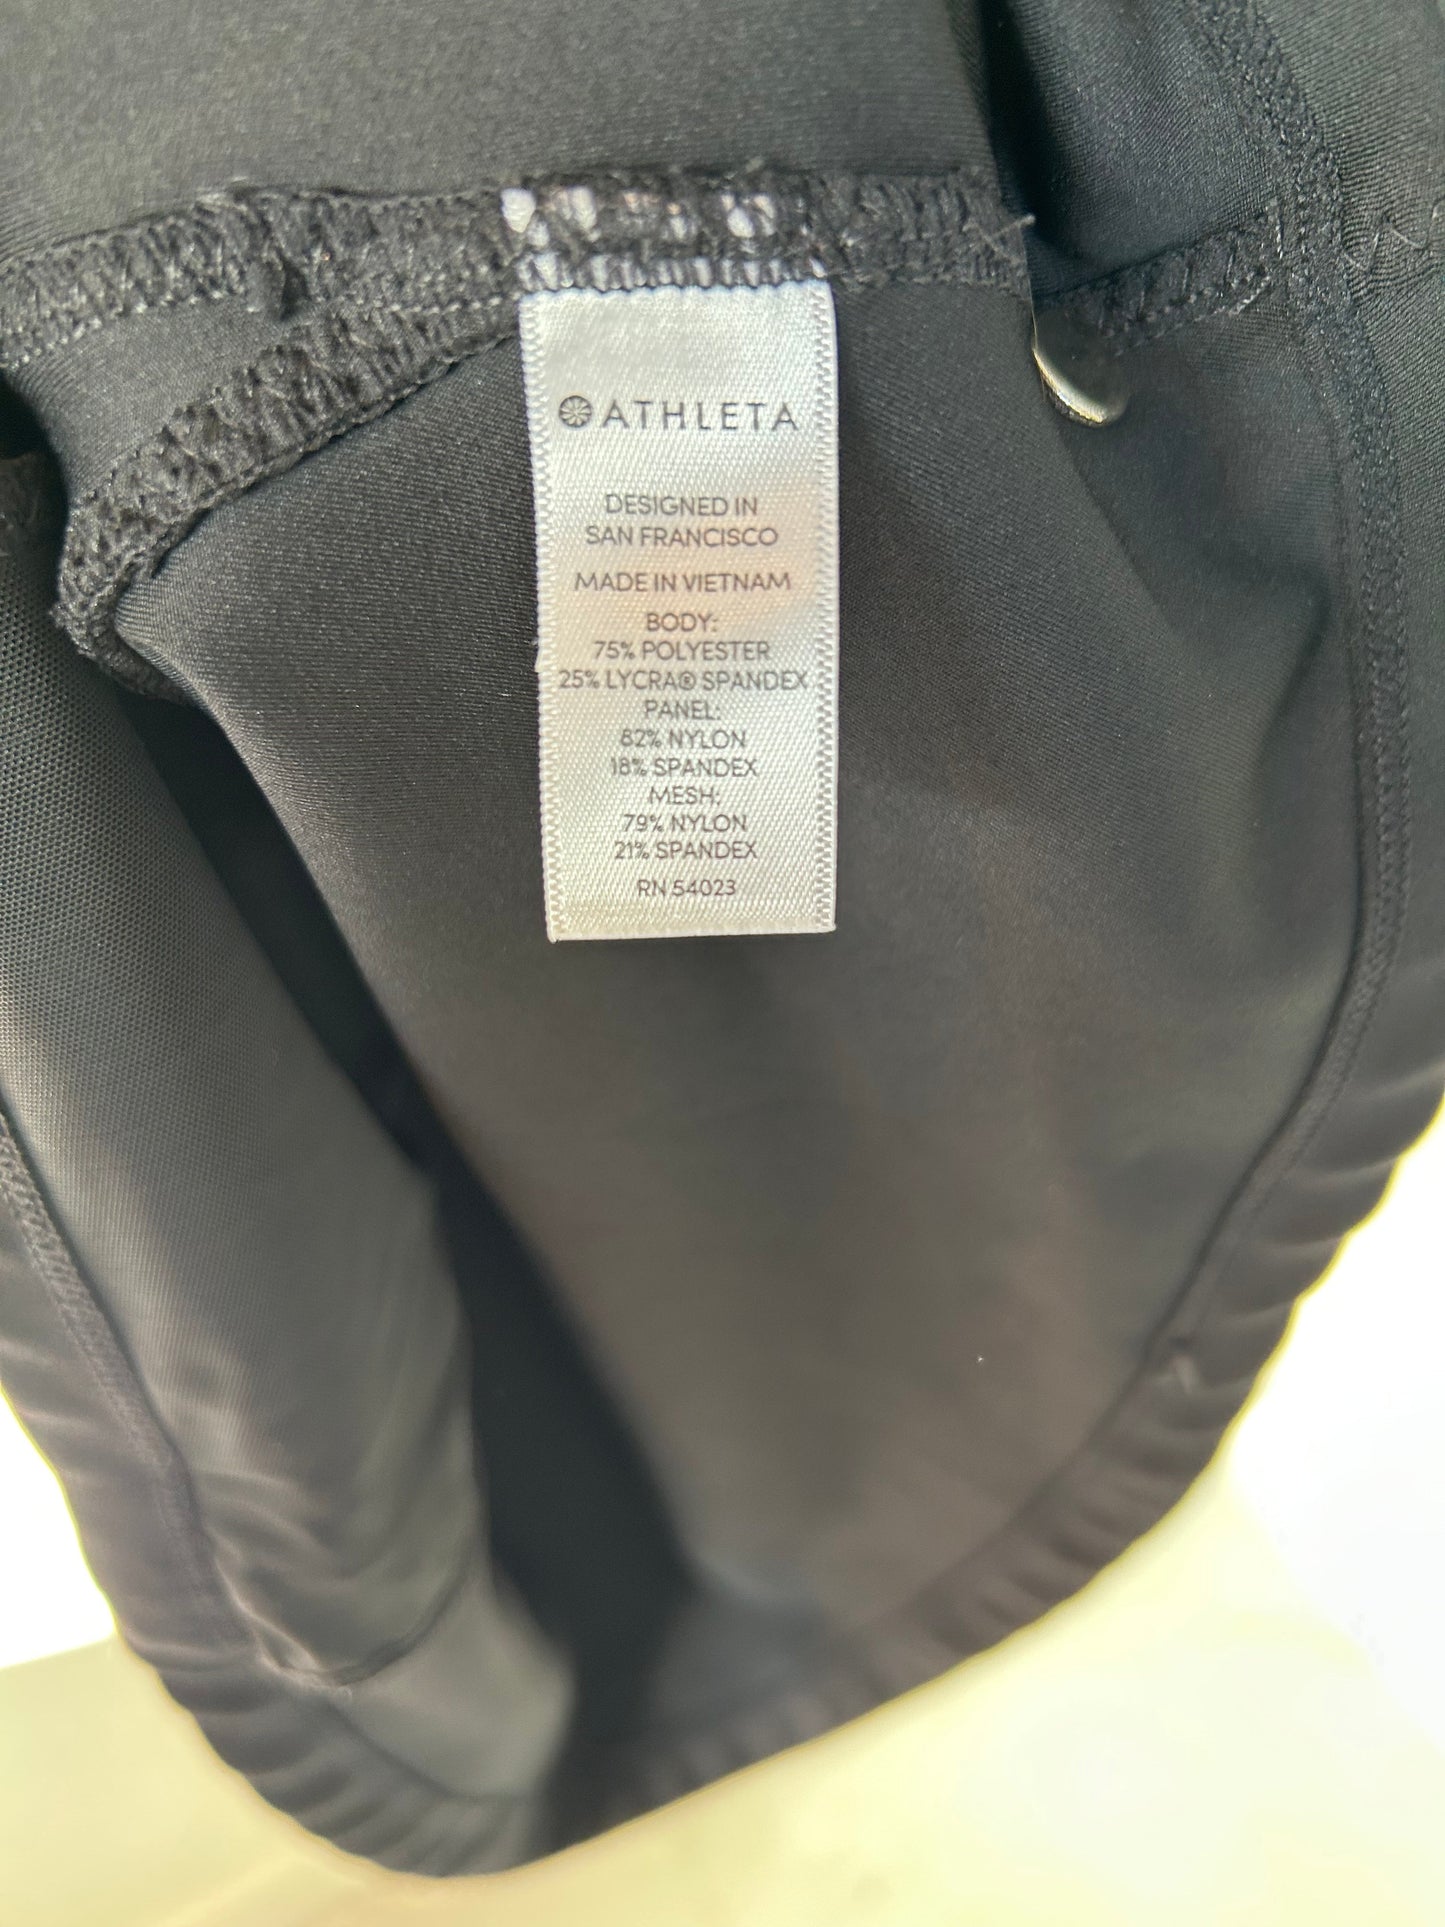 ATHLETA
DESIGNED IN
SAN FRANCISCO
MADE IN VIETNAM
BODY:
75% POLYESTER
25% LYCRA® SPANDEX
PANEL:
82% NYLON
18% SPANDEX
MESH:
79% NYLON
21% SPANDEX
RN 54023